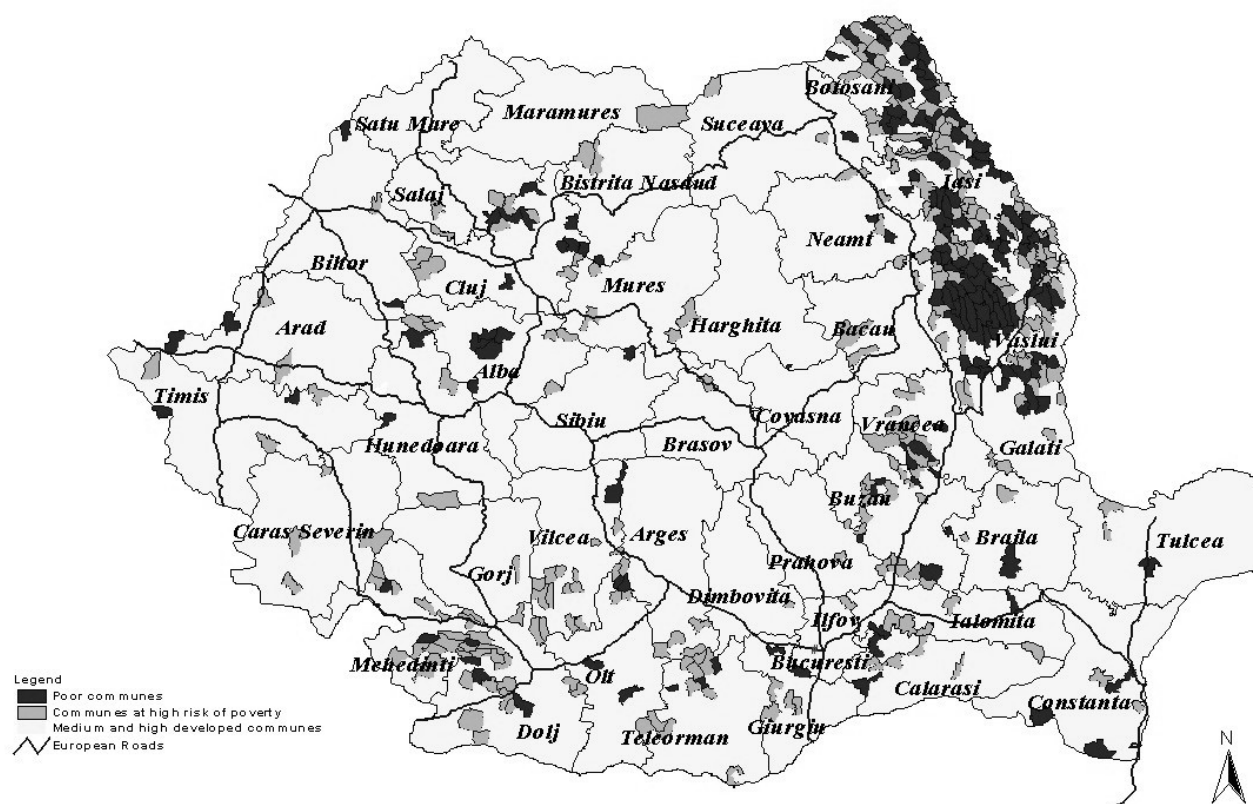 Botosani
Maramures
Satu Mare
Suceava
Salaj
Bistrita Nasaud
Iasi
Neamt
Bihor
Cluj
Mures
Arad
Harghita
Bacau
Vaslui
Alba
Timis
Sibiu
Covasna
Vrancea
Hunedoara
Brasov
Galati
Buzau
Caras Severin
Vilcea
Arges
Braila
Tulcea
Prahova
Gorj
Dimbovita
Ilfov
Ialomita
Mehedinti
Olt
Bucuresti
Calarasi
Constanta
Dolj
Teleorman
Giurgiu
Legend
Poor communes
Communes at high risk of poverty
Medium and high developed communes
European Roads
N